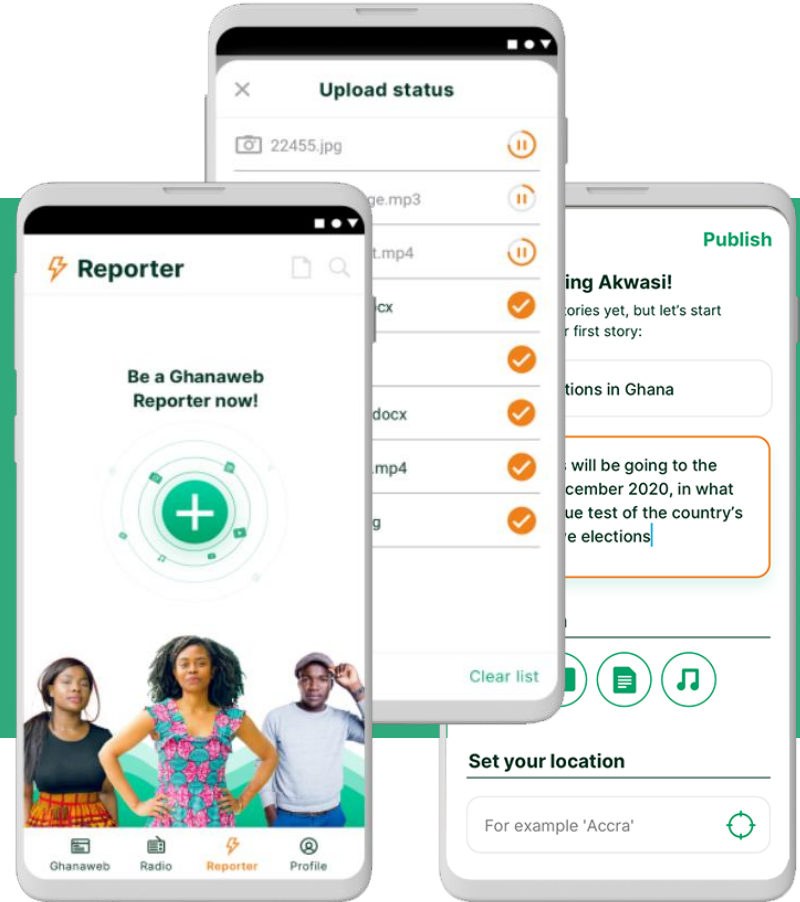 Upload status
22455.jpg
ge.mp3
t.mp4
cx
docx
.mp4
g
Clear list
Reporter
Be a Ghanaweb
Reporter now!
Ghanaweb
Radio
Reporter
Profile
Publish
ing Akwasi!
tories yet, but let's start
r first story:
tions in Ghana
s will be going to the
cember 2020, in what
ue test of the country's
ve elections
Set your location
For example 'Accra'